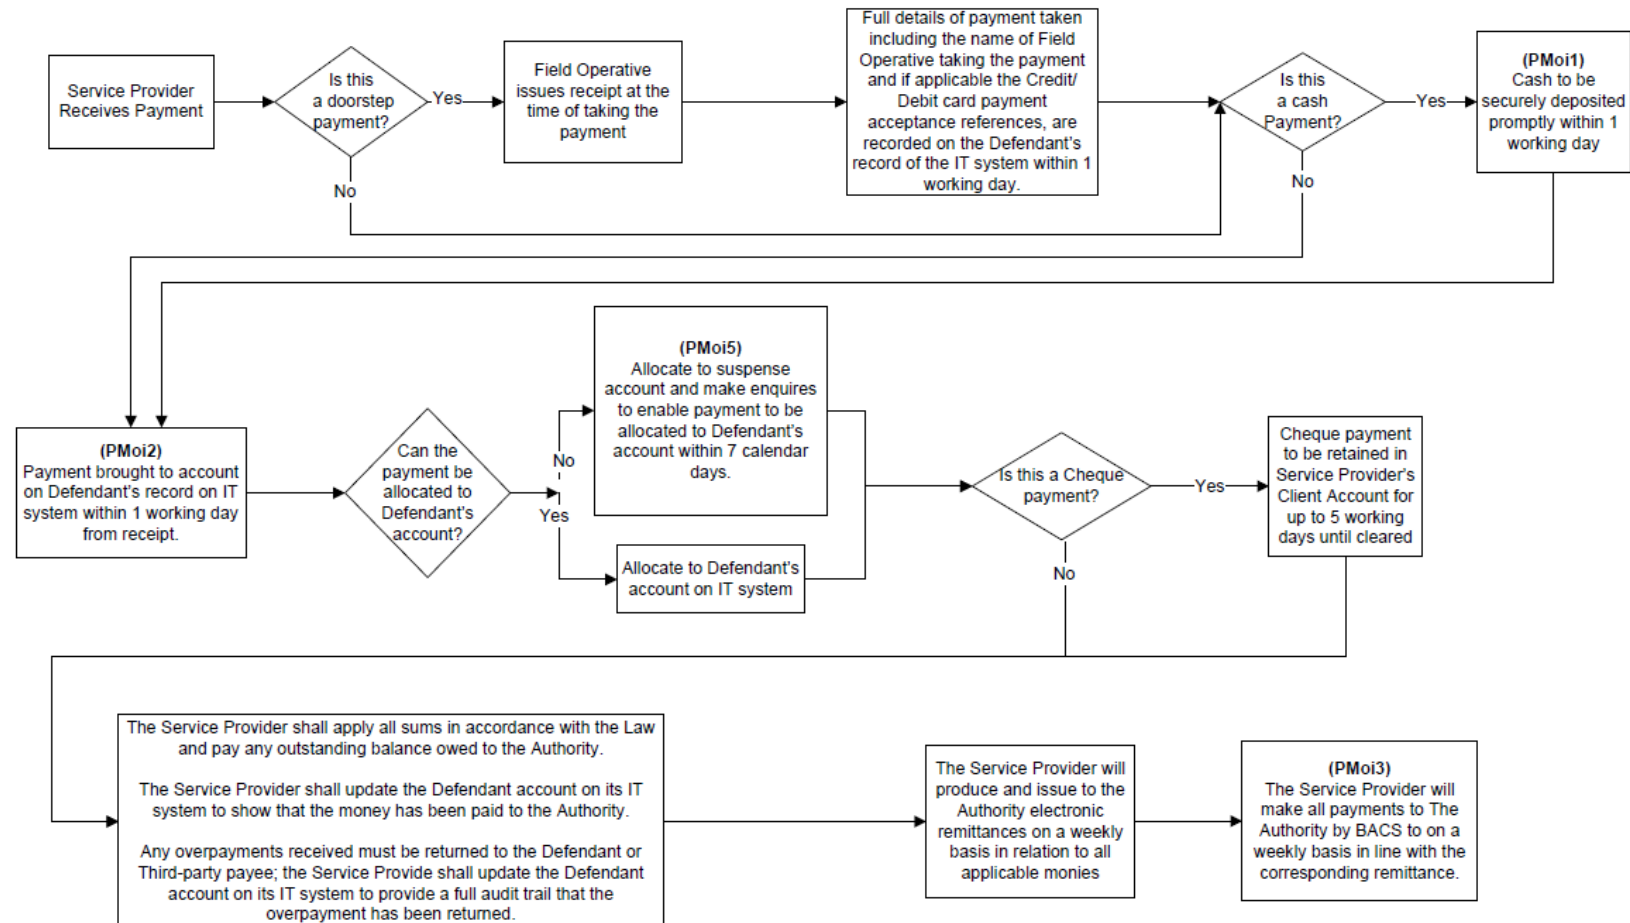 Service Provider
Receives Payment
Is this
a doorstep
payment?
Yes
No
Field Operative
issues receipt at the
time of taking the
payment
Full details of payment taken
including the name of Field
Operative taking the payment
and if applicable the Credit/
Debit card payment
acceptance references, are
recorded on the Defendant's
record of the IT system within 1
working day.
Is this
a cash
Payment?
Yes
No
(PMoi1)
Cash to be
securely deposited
promptly within 1
working day
(PMoi2)
Payment brought to account
on Defendant's record on IT
system within 1 working day
from receipt.
Can the
payment be
allocated to
Defendant's
account?
No
Yes
(PMoi5)
Allocate to suspense
account and make enquires
to enable payment to be
allocated to Defendant's
account within 7 calendar
days.
Allocate to Defendant's
account on IT system
Is this a Cheque
payment?
Yes
No
Cheque payment
to be retained in
Service Provider's
Client Account for
up to 5 working
days until cleared
The Service Provider shall apply all sums in accordance with the Law
and pay any outstanding balance owed to the Authority.
The Service Provider shall update the Defendant account on its IT
system to show that the money has been paid to the Authority.
Any overpayments received must be returned to the Defendant or
Third-party payee; the Service Provide shall update the Defendant
account on its IT system to provide a full audit trail that the
overpayment has been returned.
The Service Provider will
produce and issue to the
Authority electronic
remittances on a weekly
basis in relation to all
applicable monies
(PMoi3)
The Service Provider will
make all payments to The
Authority by BACS to on a
weekly basis in line with the
corresponding remittance.